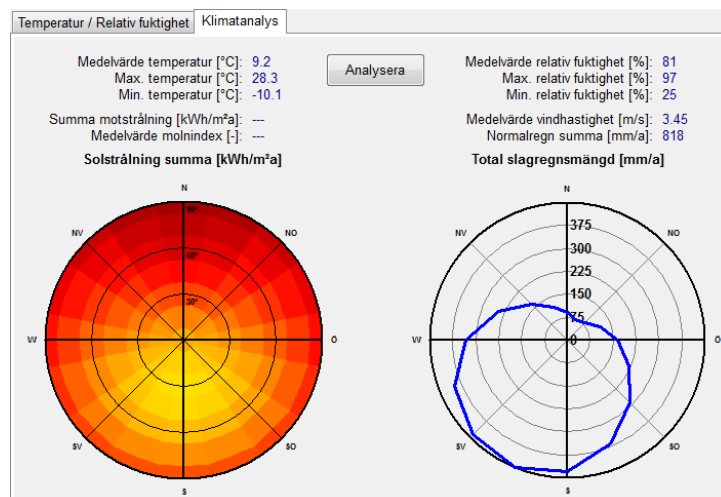 Temperatur / Relativ fuktighet Klimatanalys
Medelvärde temperatur [°C]: 9.2
Max. temperatur [°C]: 28.3
Min. temperatur [°C]: -10.1
Summa motstrålning [kWh/m²a]: ---
Medelvärde molnindex [-]: ---
Analysera
Medelvärde relativ fuktighet [%]: 81
Max. relativ fuktighet [%]: 97
Min. relativ fuktighet [%]: 25
Medelvärde vindhastighet [m/s]: 3.45
Normalregn summa [mm/a]: 818
Solstrålning summa [kWh/m²a]
N
NV
NO
90°
60°
30°
W
O
SV
SO
S
Total slagregnsmängd [mm/a]
N
NV
NO
375
300
225
150
75
0
W
O
SV
SO
S